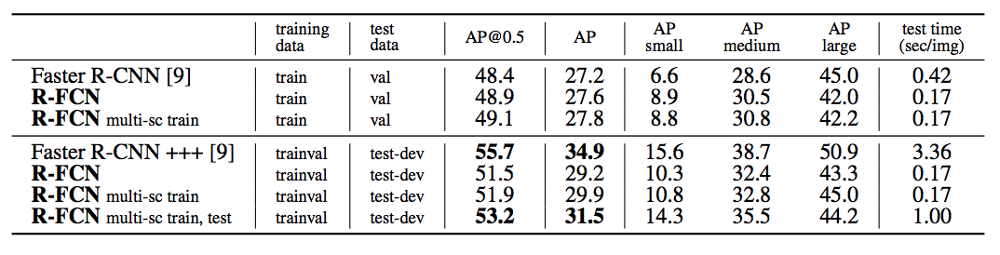 training data test data AP@0.5 AP AP small AP medium AP large test time (sec/img)
Faster R-CNN [9] train val 48.4 27.2 6.6 28.6 45.0 0.42
R-FCN train val 48.9 27.6 8.9 30.5 42.0 0.17
R-FCN multi-sc train train val 49.1 27.8 8.8 30.8 42.2 0.17
Faster R-CNN +++ [9] trainval test-dev 55.7 34.9 15.6 38.7 50.9 3.36
R-FCN trainval test-dev 51.5 29.2 10.3 32.4 43.3 0.17
R-FCN multi-sc train trainval test-dev 51.9 29.9 10.8 32.8 45.0 0.17
R-FCN multi-sc train, test trainval test-dev 53.2 31.5 14.3 35.5 44.2 1.00